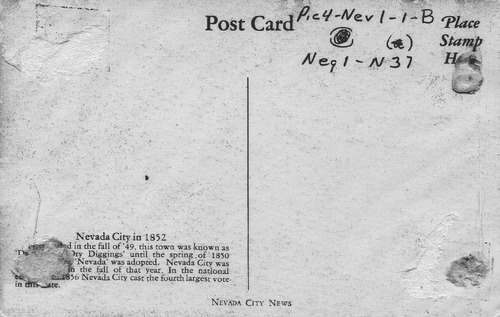 Post Card
Pic4-Nev1-1-B
(a)
Neg1-N37
Place
Stamp
Nevada City in 1852
in the fall of '49, this town was known as
Dry Diggings' until the spring of 1850
'Nevada' was adopted. Nevada City was
in the fall of that year. In the national
1856 Nevada City cast the fourth largest vote
in this
Nevada City News